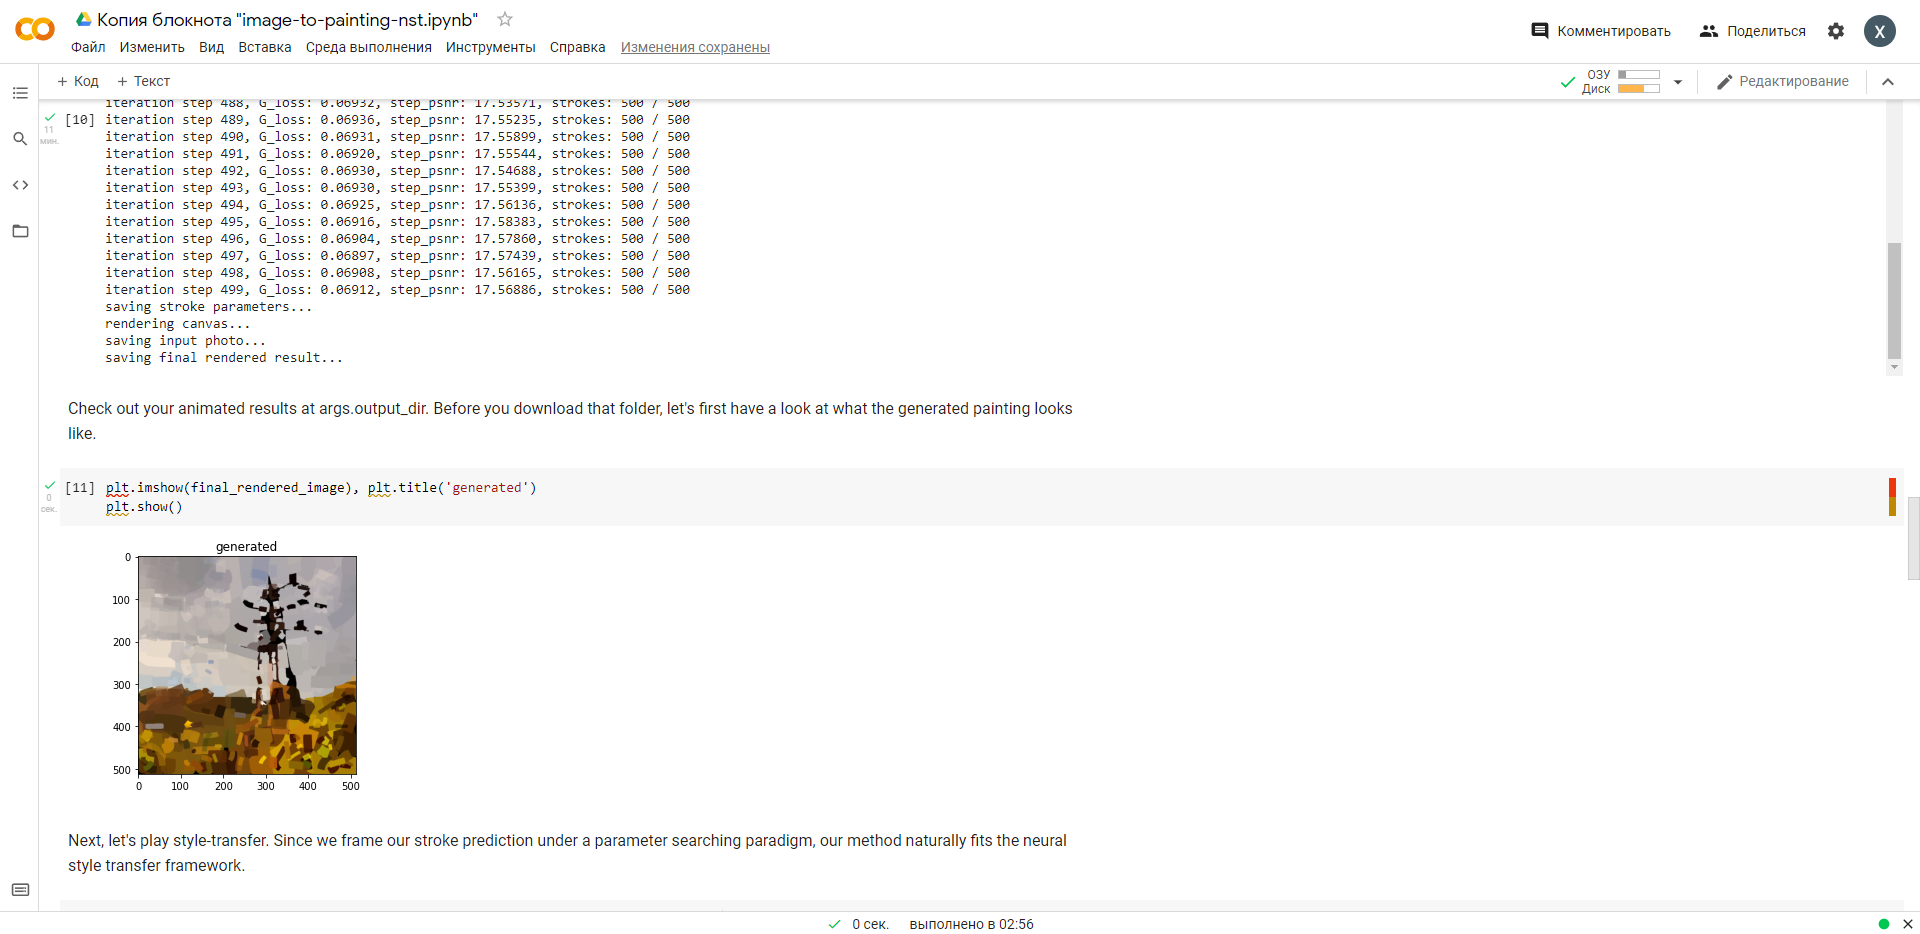 Копия блокнота "image-to-painting-nst.ipynb"
Файл Изменить Вид Вставка Среда выполнения Инструменты Справка Изменения сохранены
Комментировать Поделиться X
+ Код + Текст
ОЗУ
Диск
Редактирование
iteration step 488, G_loss: 0.06932, step_psnr: 17.53571, strokes: 500 / 500
[10] iteration step 489, G_loss: 0.06936, step_psnr: 17.55235, strokes: 500 / 500
11
мин.
iteration step 490, G_loss: 0.06931, step_psnr: 17.55899, strokes: 500 / 500
iteration step 491, G_loss: 0.06920, step_psnr: 17.55544, strokes: 500 / 500
iteration step 492, G_loss: 0.06930, step_psnr: 17.54688, strokes: 500 / 500
iteration step 493, G_loss: 0.06930, step_psnr: 17.55399, strokes: 500 / 500
iteration step 494, G_loss: 0.06925, step_psnr: 17.56136, strokes: 500 / 500
iteration step 495, G_loss: 0.06916, step_psnr: 17.58383, strokes: 500 / 500
iteration step 496, G_loss: 0.06904, step_psnr: 17.57860, strokes: 500 / 500
iteration step 497, G_loss: 0.06897, step_psnr: 17.57439, strokes: 500 / 500
iteration step 498, G_loss: 0.06908, step_psnr: 17.56165, strokes: 500 / 500
iteration step 499, G_loss: 0.06912, step_psnr: 17.56886, strokes: 500 / 500
saving stroke parameters...
rendering canvas...
saving input photo...
saving final rendered result...
Check out your animated results at args.output_dir. Before you download that folder, let's first have a look at what the generated painting looks
like.
[11] plt.imshow(final_rendered_image), plt.title('generated')
0
сек.
plt.show()
generated
0
100
200
300
400
500
0 100 200 300 400 500
Next, let's play style-transfer. Since we frame our stroke prediction under a parameter searching paradigm, our method naturally fits the neural
style transfer framework.
0 сек. выполнено в 02:56